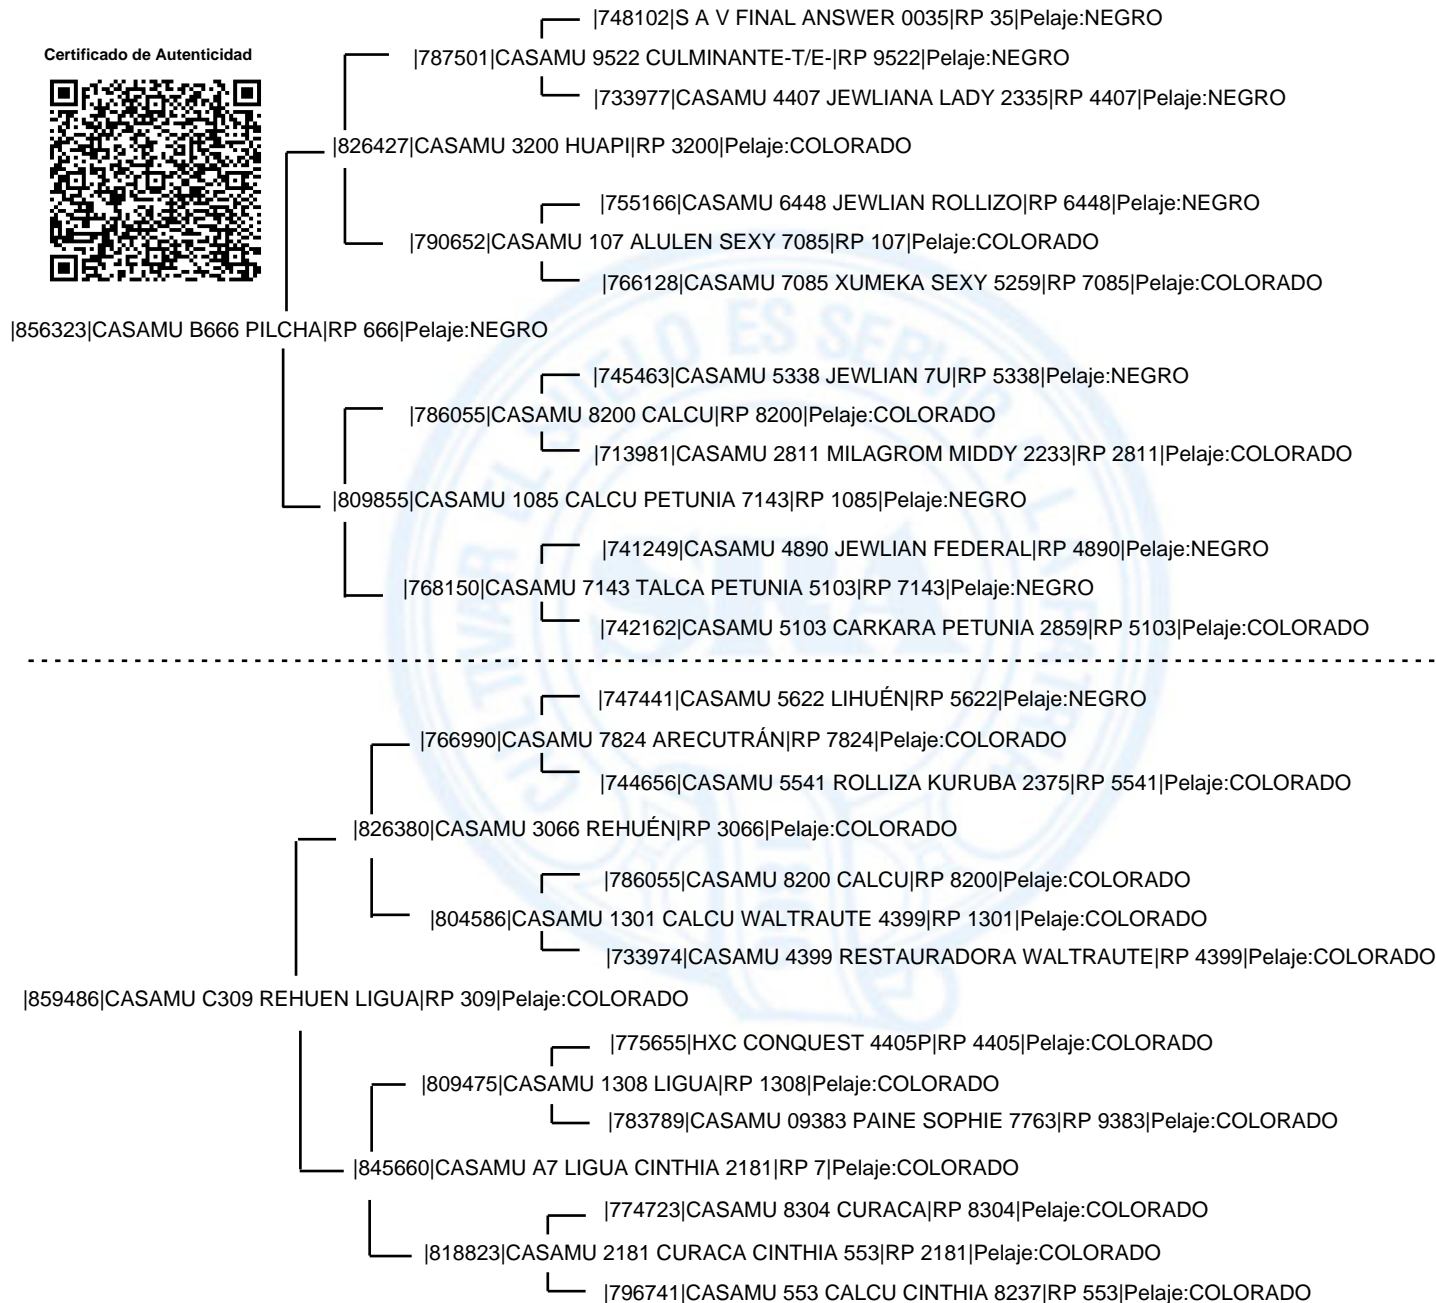 |748102|S A V FINAL ANSWER 0035|RP 35|Pelaje:NEGRO
Certificado de Autenticidad
|787501|CASAMU 9522 CULMINANTE-T/E-|RP 9522|Pelaje:NEGRO
|733977|CASAMU 4407 JEWLIANA LADY 2335|RP 4407|Pelaje:NEGRO
|826427|CASAMU 3200 HUAPI|RP 3200|Pelaje:COLORADO
|755166|CASAMU 6448 JEWLIAN ROLLIZO|RP 6448|Pelaje:NEGRO
|790652|CASAMU 107 ALULEN SEXY 7085|RP 107|Pelaje:COLORADO
|766128|CASAMU 7085 XUMEKA SEXY 5259|RP 7085|Pelaje:COLORADO
|856323|CASAMU B666 PILCHA|RP 666|Pelaje:NEGRO
|745463|CASAMU 5338 JEWLIAN 7U|RP 5338|Pelaje:NEGRO
|786055|CASAMU 8200 CALCU|RP 8200|Pelaje:COLORADO
|713981|CASAMU 2811 MILAGROM MIDDY 2233|RP 2811|Pelaje:COLORADO
|809855|CASAMU 1085 CALCU PETUNIA 7143|RP 1085|Pelaje:NEGRO
|741249|CASAMU 4890 JEWLIAN FEDERAL|RP 4890|Pelaje:NEGRO
|768150|CASAMU 7143 TALCA PETUNIA 5103|RP 7143|Pelaje:NEGRO
|742162|CASAMU 5103 CARKARA PETUNIA 2859|RP 5103|Pelaje:COLORADO
|747441|CASAMU 5622 LIHUÉN|RP 5622|Pelaje:NEGRO
|766990|CASAMU 7824 ARECUTRÁN|RP 7824|Pelaje:COLORADO
|744656|CASAMU 5541 ROLLIZA KURUBA 2375|RP 5541|Pelaje:COLORADO
|826380|CASAMU 3066 REHUÉN|RP 3066|Pelaje:COLORADO
|786055|CASAMU 8200 CALCU|RP 8200|Pelaje:COLORADO
|804586|CASAMU 1301 CALCU WALTRAUTE 4399|RP 1301|Pelaje:COLORADO
|733974|CASAMU 4399 RESTAURADORA WALTRAUTE|RP 4399|Pelaje:COLORADO
|859486|CASAMU C309 REHUEN LIGUA|RP 309|Pelaje:COLORADO
|775655|HXC CONQUEST 4405P|RP 4405|Pelaje:COLORADO
|809475|CASAMU 1308 LIGUA|RP 1308|Pelaje:COLORADO
|783789|CASAMU 09383 PAINE SOPHIE 7763|RP 9383|Pelaje:COLORADO
|845660|CASAMU A7 LIGUA CINTHIA 2181|RP 7|Pelaje:COLORADO
|774723|CASAMU 8304 CURACA|RP 8304|Pelaje:COLORADO
|818823|CASAMU 2181 CURACA CINTHIA 553|RP 2181|Pelaje:COLORADO
|796741|CASAMU 553 CALCU CINTHIA 8237|RP 553|Pelaje:COLORADO
CULTIVAR EL SUELO ES SERVIR A LA PATRIA
SRA
1866